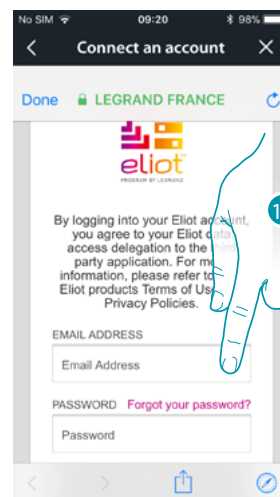 No SIM 09:20 98%
Connect an account
Done LEGRAND FRANCE
eliot
PROGRAM BY LEGRAND
By logging into your Eliot account,
you agree to your Eliot data
access delegation to the
party application. For
information, please refer to
Eliot products Terms of
Privacy Policies.
EMAIL ADDRESS
Email Address
PASSWORD Forgot your password?
Password
1